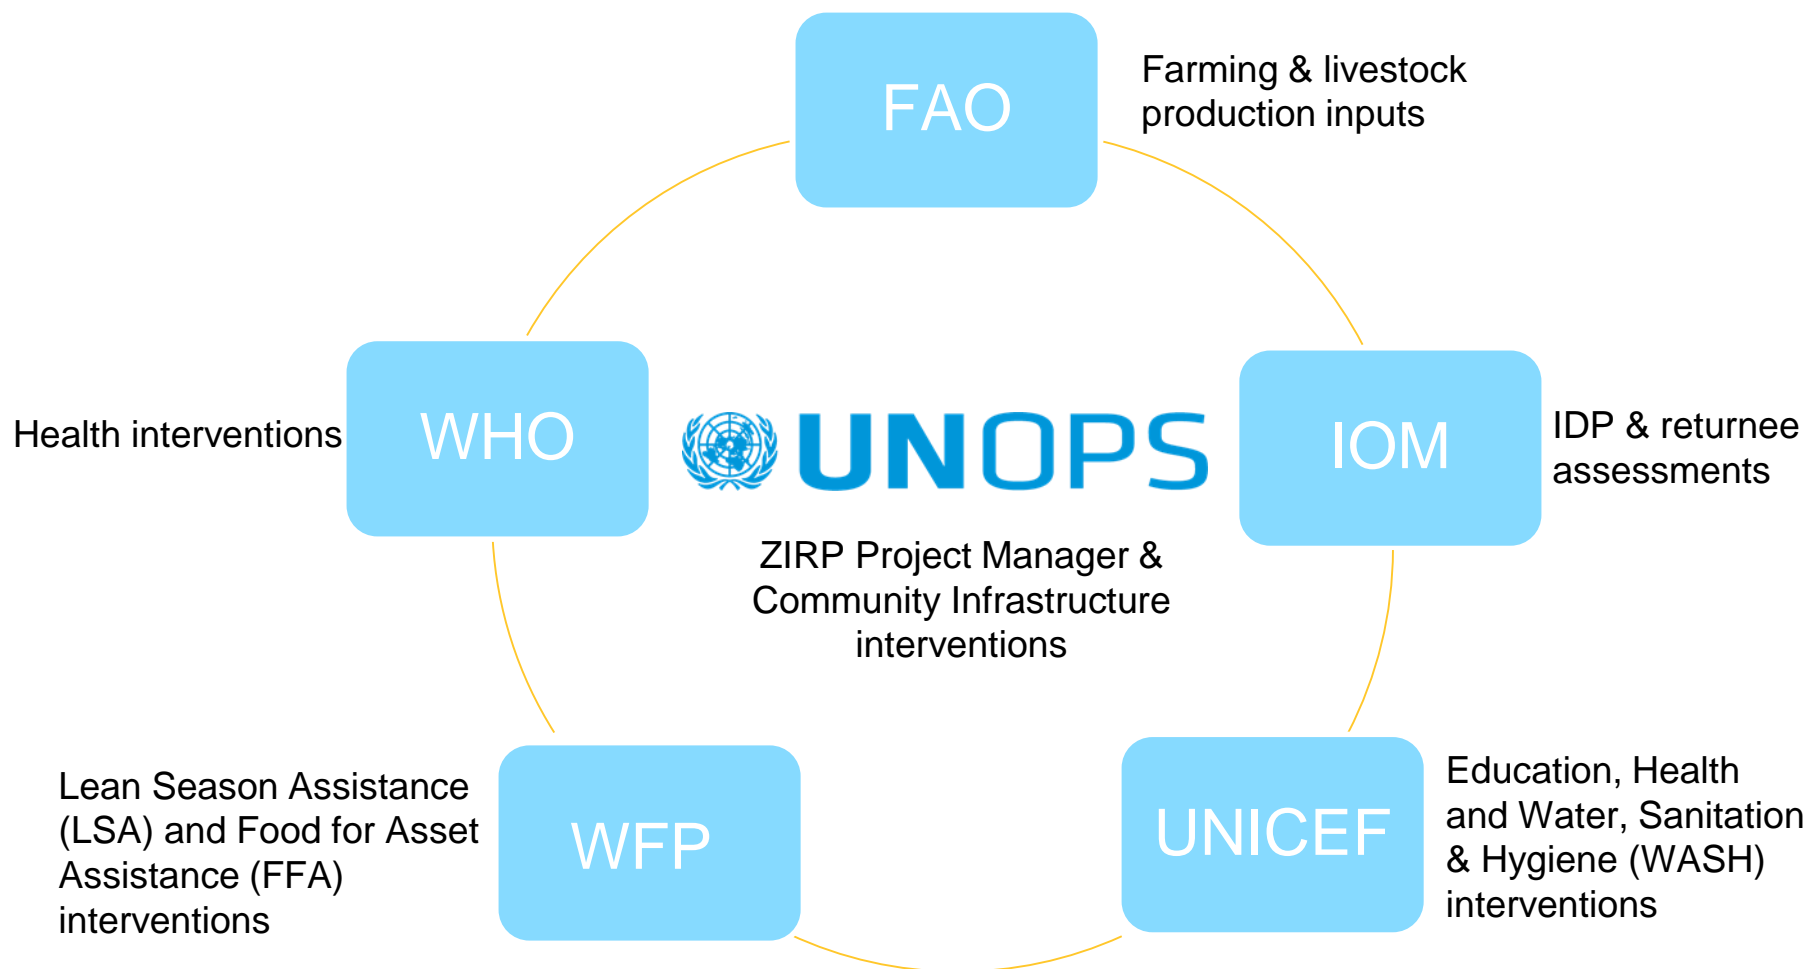 FAO
Farming & livestock
production inputs
WHO
Health interventions
UNOPS
ZIRP Project Manager &
Community Infrastructure
interventions
IOM
IDP & returnee
assessments
WFP
Lean Season Assistance
(LSA) and Food for Asset
Assistance (FFA)
interventions
UNICEF
Education, Health
and Water, Sanitation
& Hygiene (WASH)
interventions